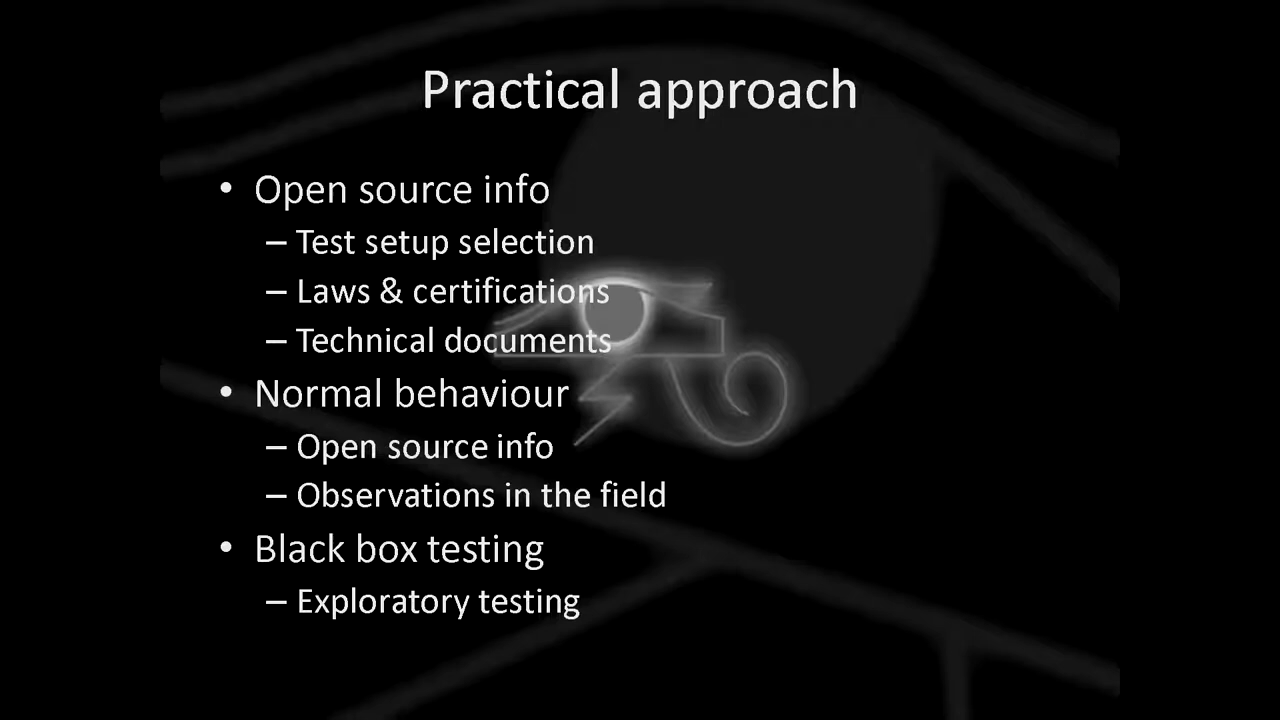 Practical approach
• Open source info
– Test setup selection
– Laws & certifications
– Technical documents
• Normal behaviour
– Open source info
– Observations in the field
• Black box testing
– Exploratory testing